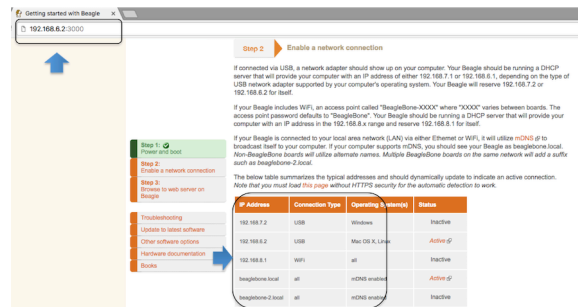 Getting started with Beagle
192.168.6.2:3000
Step 2 Enable a network connection
If connected via USB, a network adapter should show up on your computer. Your Beagle should be running a DHCP
server that will provide your computer with an IP address of either 192.168.7.1 or 192.168.6.1, depending on the type of
USB network adapter supported by your computer's operating system. Your Beagle will reserve 192.168.7.2 or
192.168.6.2 for itself.
If your Beagle includes WiFi, an access point called "BeagleBone-XXXX" where "XXXX" varies between boards. The
access point password defaults to "BeagleBone". Your Beagle should be running a DHCP server that will provide your
computer with an IP address in the 192.168.8.x range and reserve 192.168.8.1 for itself.
If your Beagle is connected to your local area network (LAN) via either Ethernet or WiFi, it will utilize mDNS to
broadcast itself to your computer. If your computer supports mDNS, you should see your Beagle as beaglebone.local.
Non-BeagleBone boards will utilize alternate names. Multiple BeagleBone boards on the same network will add a suffix
such as beaglebone-2.local.
The below table summarizes the typical addresses and should dynamically update to indicate an active connection.
Note that you must load this page without HTTPS security for the automatic detection to work.
Step 1:
Power and boot
Step 2:
Enable a network connection
Step 3:
Browse to web server on
Beagle
Troubleshooting
Update to latest software
Other software options
Hardware documentation
Books
IP Address Connection Type Operating System(s) Status
192.168.7.2 USB Windows Inactive
192.168.6.2 USB Mac OS X, Linux Active
192.168.8.1 WiFi all Inactive
beaglebone.local all mDNS enabled Active
beaglebone-2.local all mDNS enabled Inactive